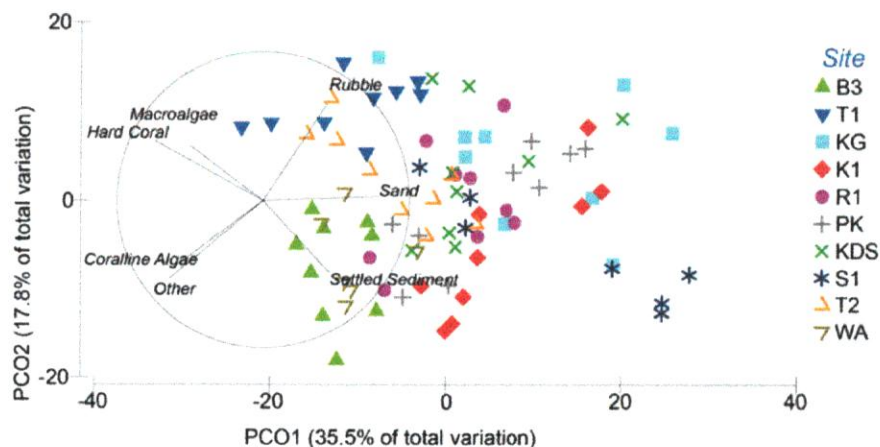 20
Rubble
Macroalgae
Hard Coral
0
Sand
Coralline Algae
Other
Settled Sediment
-20
-40
-20
0
20
40
PCO2 (17.8% of total variation)
PCO1 (35.5% of total variation)
Site
B3
T1
KG
K1
R1
PK
KDS
S1
T2
WA